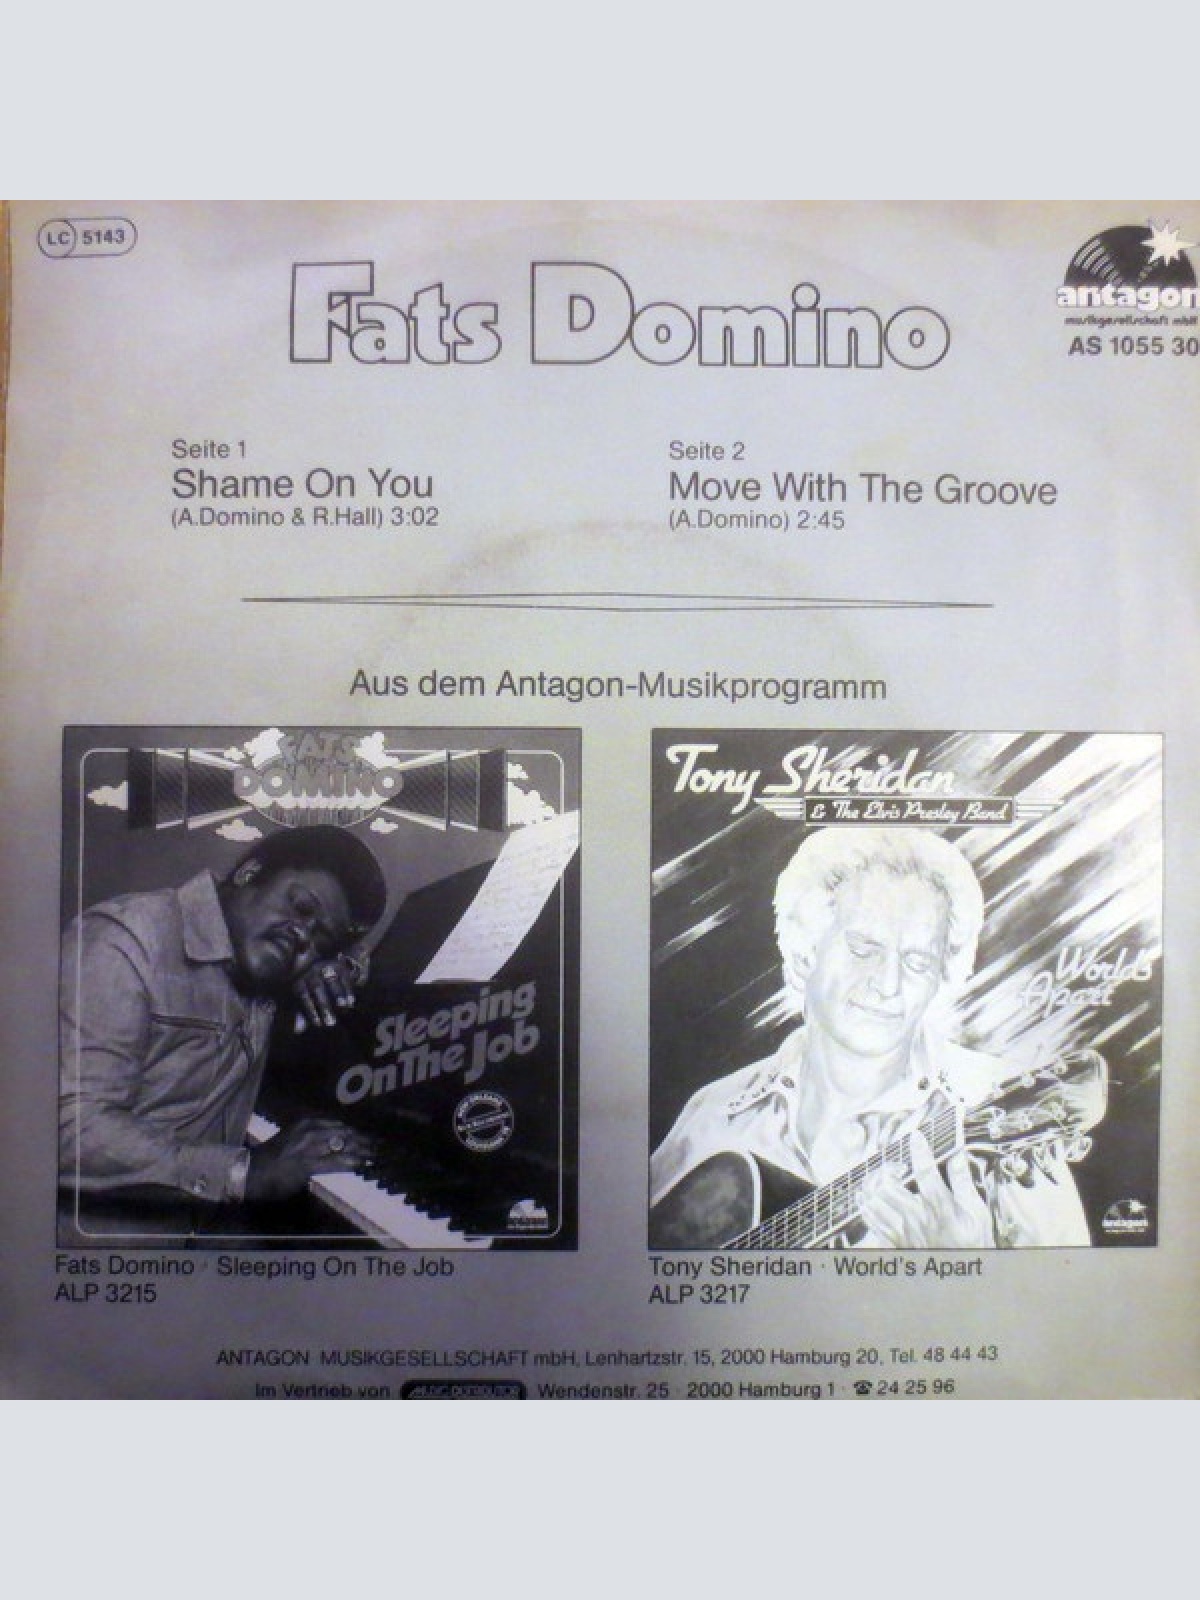 LC 5143
antagon
musikgesellschaft mbH
AS 1055 30
Fats Domino
Seite 1
Shame On You
(A.Domino & R.Hall) 3:02
Seite 2
Move With The Groove
(A.Domino) 2:45
Aus dem Antagon-Musikprogramm
FATS
DOMINO
Sleeping
On The Job
Tony Sheridan
& The Elvis Presley Band
World's
Apart
antagon
Fats Domino · Sleeping On The Job
ALP 3215
Tony Sheridan · World's Apart
ALP 3217
ANTAGON MUSIKGESELLSCHAFT mbH, Lenhartzstr. 15, 2000 Hamburg 20, Tel. 48 44 43
Im Vertrieb von MUSIC DISTRIBUTOR Wendenstr. 25 · 2000 Hamburg 1 · ☎ 24 25 96